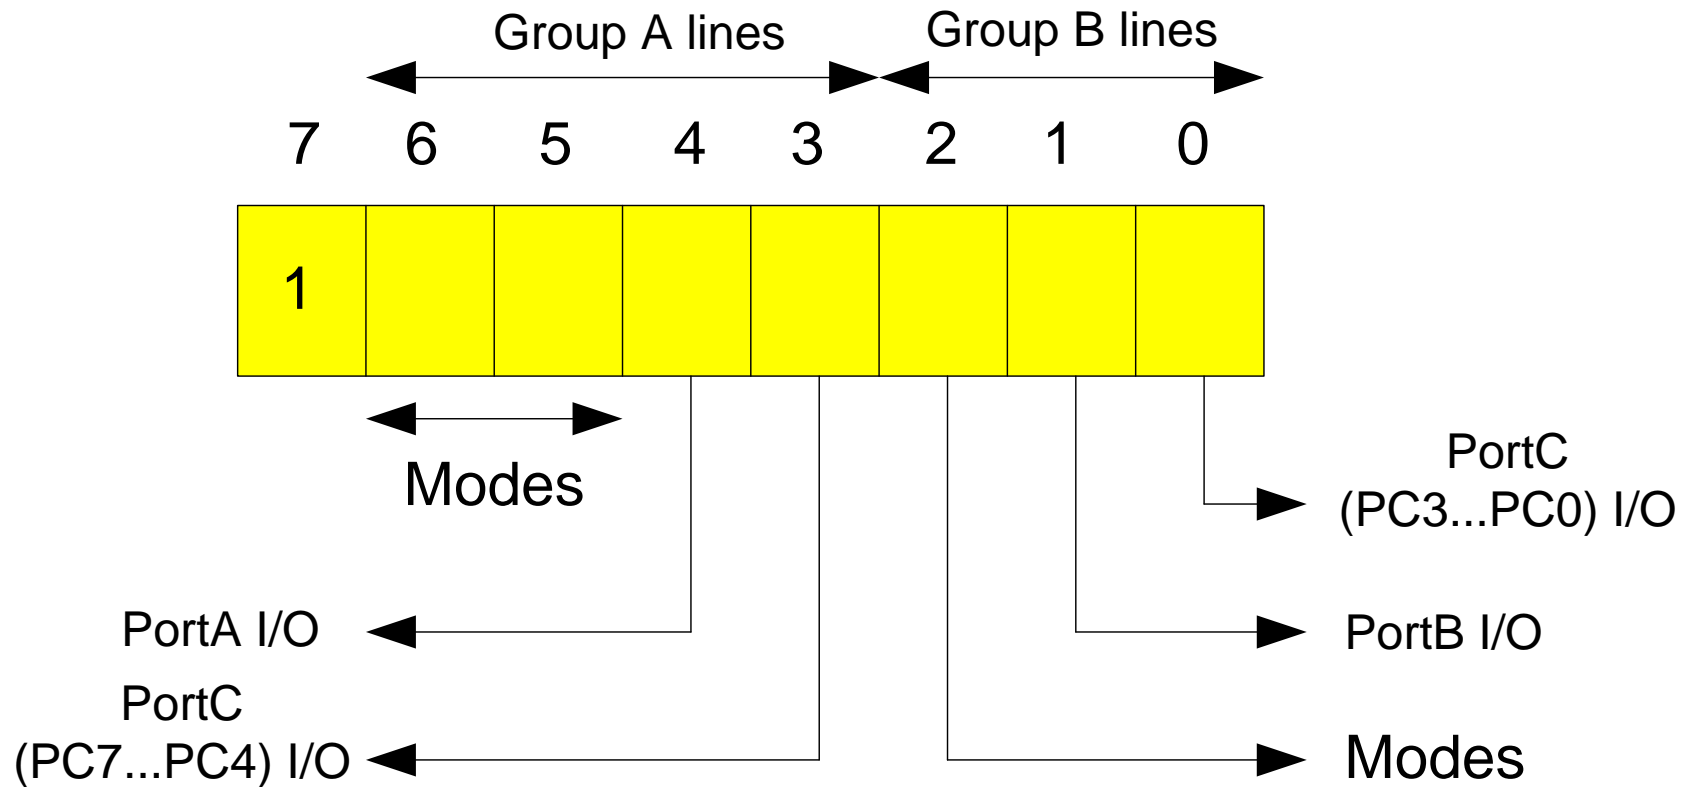 Group A lines
Group B lines
7 6 5 4 3 2 1 0
1
Modes
PortC
(PC3...PC0) I/O
PortA I/O
PortB I/O
PortC
(PC7...PC4) I/O
Modes